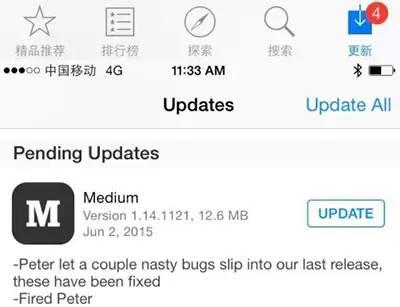 4
精品推荐 排行榜 探索 搜索 更新
中国移动 4G 11:33 AM
Updates Update All
Pending Updates
M
Medium
Version 1.14.1121, 12.6 MB
Jun 2, 2015
UPDATE
-Peter let a couple nasty bugs slip into our last release,
these have been fixed
-Fired Peter